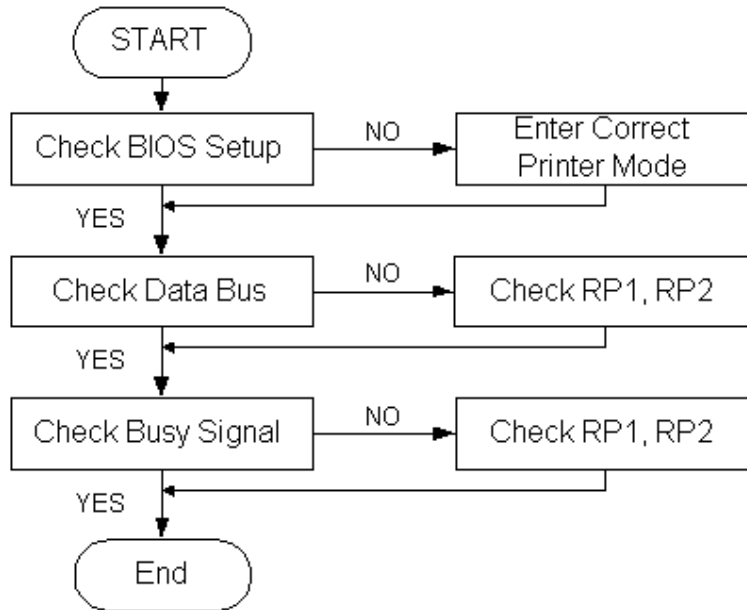 START
Check BIOS Setup
NO
Enter Correct
Printer Mode
YES
Check Data Bus
NO
Check RP1, RP2
YES
Check Busy Signal
NO
Check RP1, RP2
YES
End